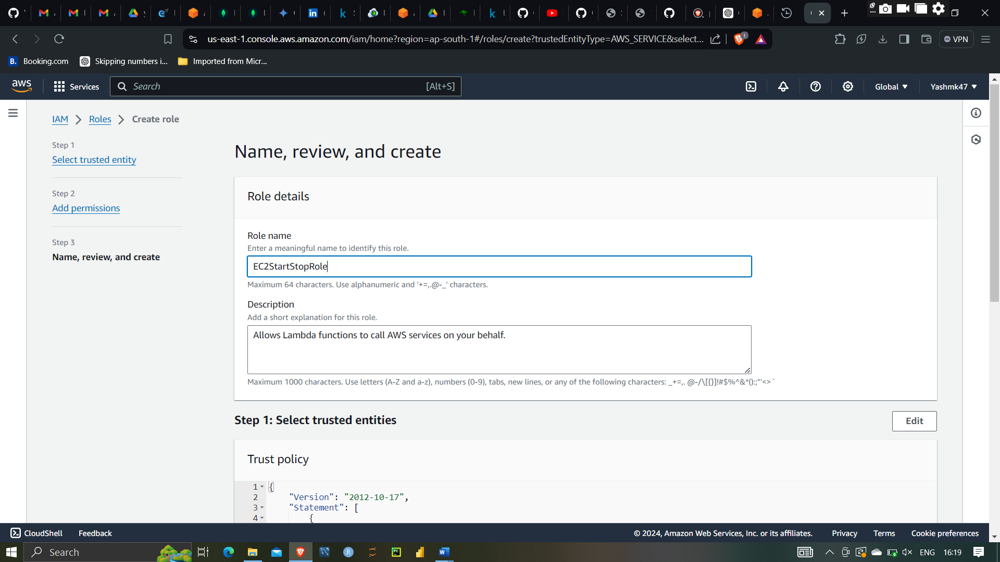 us-east-1.console.aws.amazon.com/iam/home?region=ap-south-1#/roles/create?trustedEntityType=AWS_SERVICE&select...
1
VPN
B. Booking.com
Skipping numbers i...
Imported from Micr...
aws
Services
Search
[Alt+S]
Global
Yashmk47
IAM
Roles
Create role
Step 1
Select trusted entity
Step 2
Add permissions
Step 3
Name, review, and create
Name, review, and create
Role details
Role name
Enter a meaningful name to identify this role.
EC2StartStopRole
Maximum 64 characters. Use alphanumeric and '+=,.@-_' characters.
Description
Add a short explanation for this role.
Allows Lambda functions to call AWS services on your behalf.
Maximum 1000 characters. Use letters (A-Z and a-z), numbers (0-9), tabs, new lines, or any of the following characters: _+=,. @-/\[{}]!#$%^&*():;"'<>`
Step 1: Select trusted entities
Edit
Trust policy
1 {
2 "Version": "2012-10-17",
3 "Statement": [
4 {
CloudShell
Feedback
© 2024, Amazon Web Services, Inc. or its affiliates.
Privacy
Terms
Cookie preferences
Search
ENG
16:19